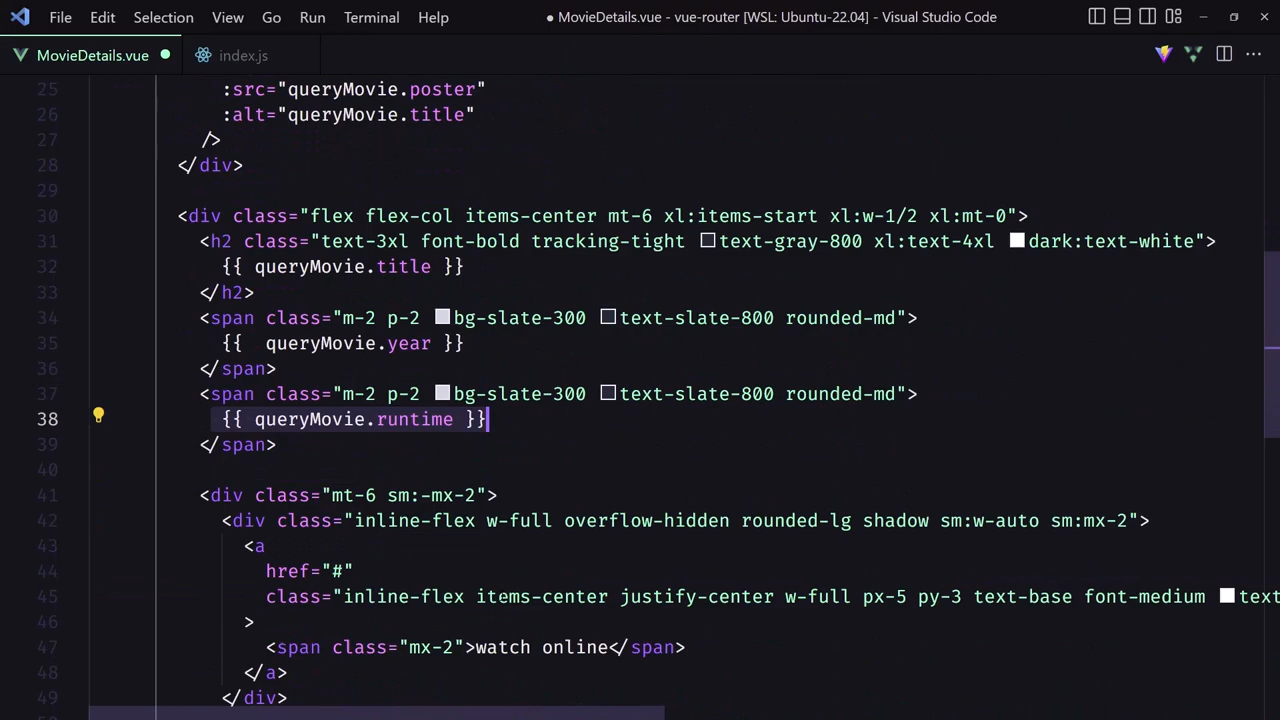 File Edit Selection View Go Run Terminal Help ● MovieDetails.vue - vue-router [WSL: Ubuntu-22.04] - Visual Studio Code
MovieDetails.vue index.js
25 :src="queryMovie.poster"
26 :alt="queryMovie.title"
27 />
28 </div>
29
30 <div class="flex flex-col items-center mt-6 xl:items-start xl:w-1/2 xl:mt-0">
31 <h2 class="text-3xl font-bold tracking-tight text-gray-800 xl:text-4xl dark:text-white">
32 {{ queryMovie.title }}
33 </h2>
34 <span class="m-2 p-2 bg-slate-300 text-slate-800 rounded-md">
35 {{  queryMovie.year }}
36 </span>
37 <span class="m-2 p-2 bg-slate-300 text-slate-800 rounded-md">
38 {{ queryMovie.runtime }}
39 </span>
40
41 <div class="mt-6 sm:-mx-2">
42 <div class="inline-flex w-full overflow-hidden rounded-lg shadow sm:w-auto sm:mx-2">
43 <a
44 href="#"
45 class="inline-flex items-center justify-center w-full px-5 py-3 text-base font-medium text
46 >
47 <span class="mx-2">watch online</span>
48 </a>
49 </div>